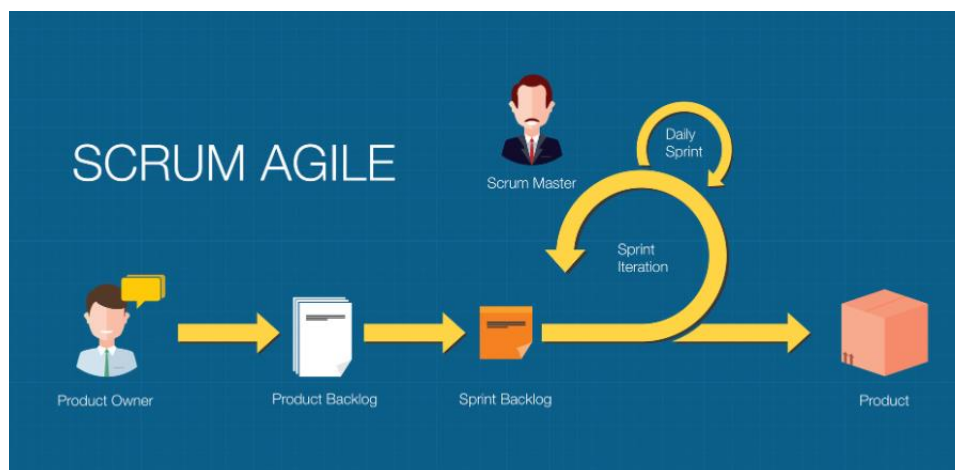 SCRUM AGILE
Scrum Master
Daily
Sprint
Sprint
Iteration
Product Owner
Product Backlog
Sprint Backlog
Product